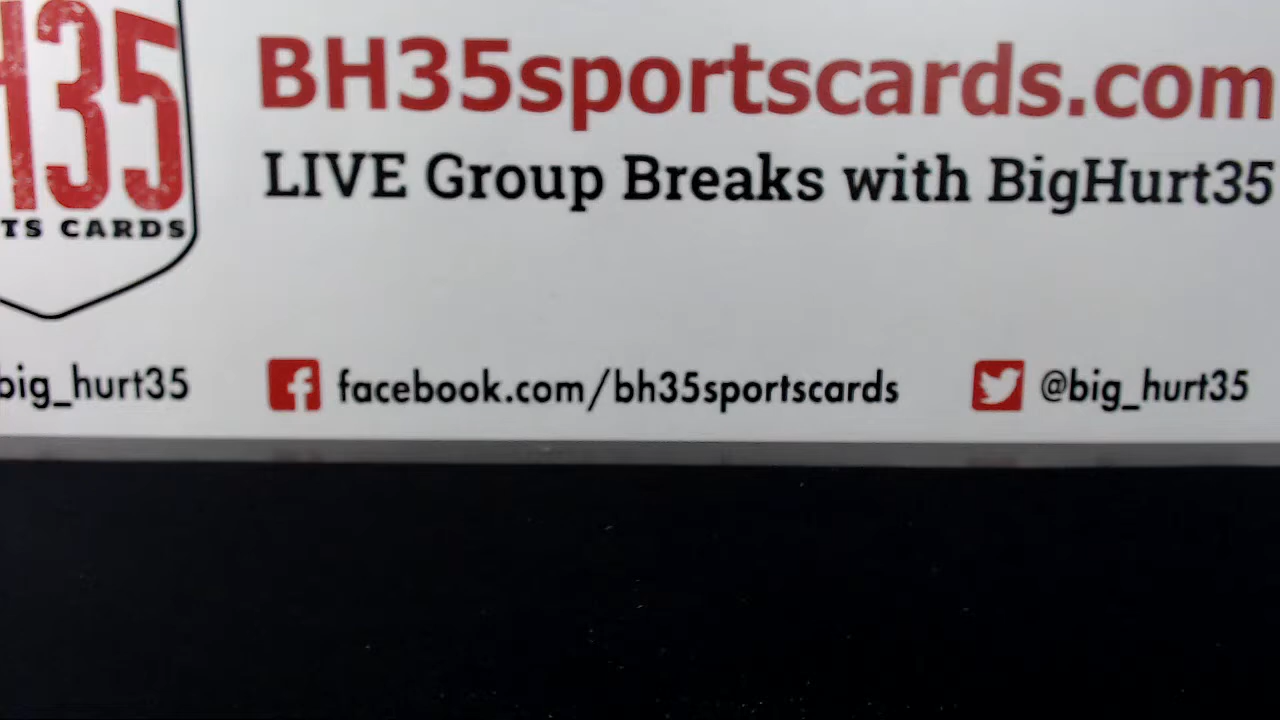 135
BH35sportscards.com
LIVE Group Breaks with BigHurt35
TS CARDS
big_hurt35
facebook.com/bh35sportscards
@big_hurt35